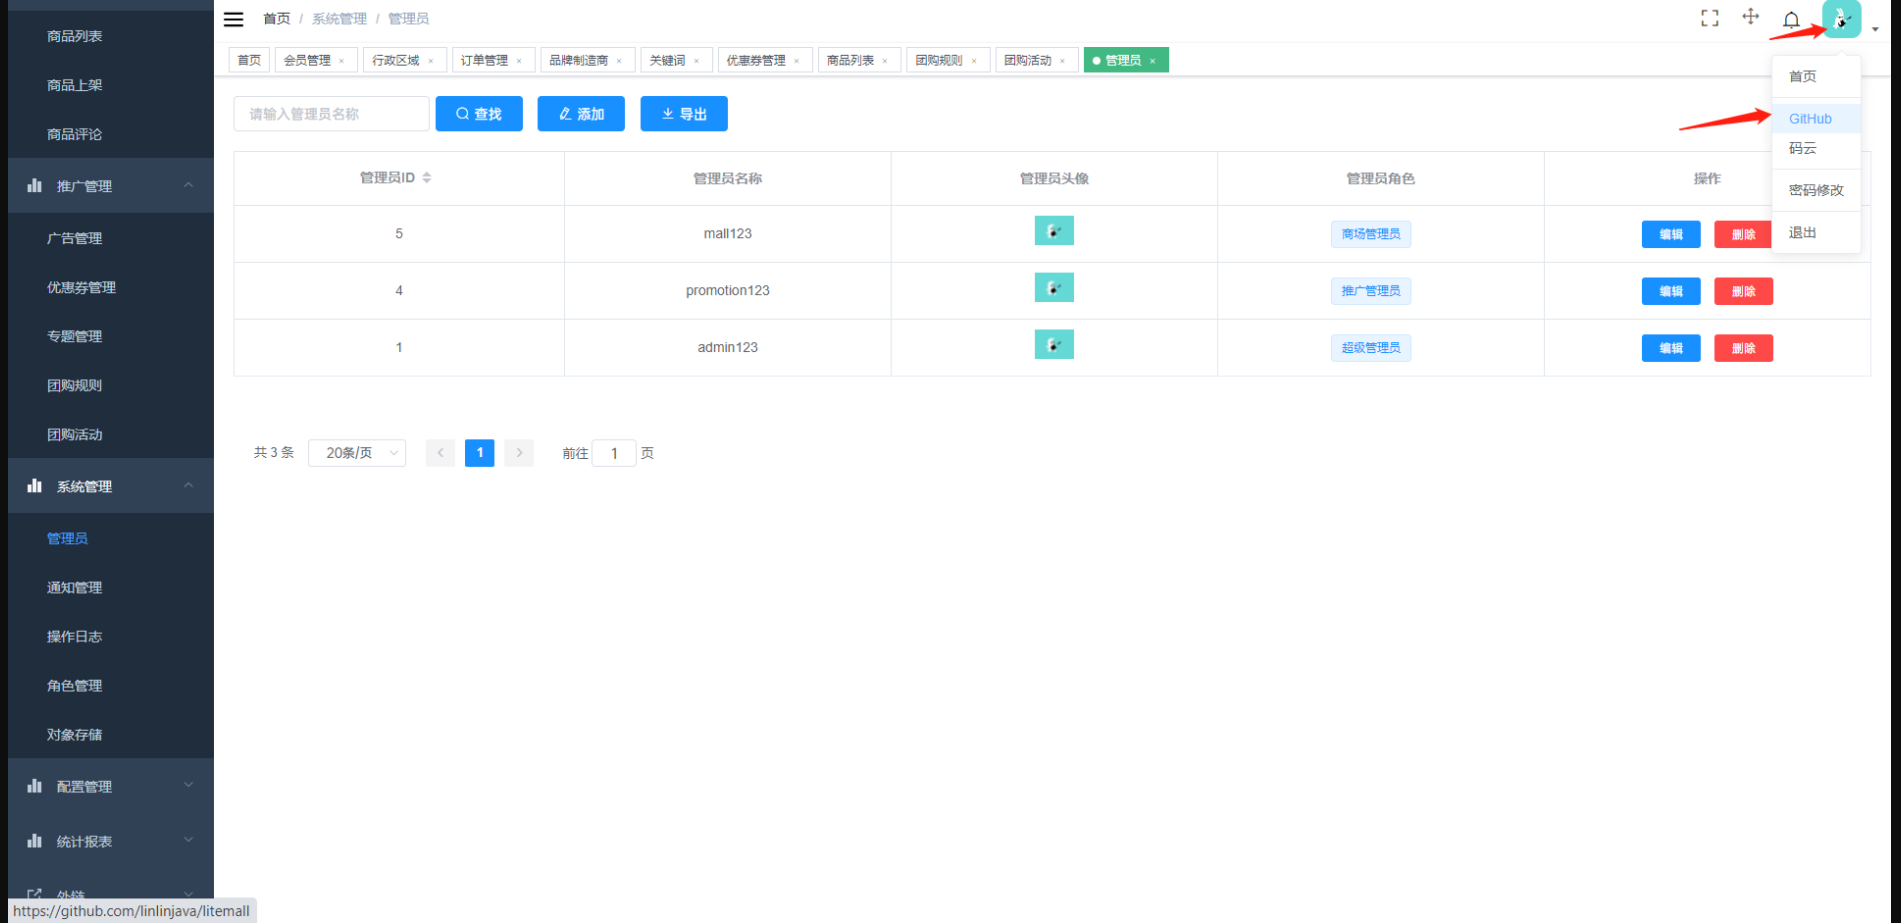 首页 / 系统管理 / 管理员
首页 会员管理 × 行政区域 × 订单管理 × 品牌制造商 × 关键词 × 优惠券管理 × 商品列表 × 团购规则 × 团购活动 × 管理员 ×
商品列表
商品上架
商品评论
推广管理
广告管理
优惠券管理
专题管理
团购规则
团购活动
系统管理
管理员
通知管理
操作日志
角色管理
对象存储
配置管理
统计报表
外链
请输入管理员名称 查找 添加 导出
管理员ID 管理员名称 管理员头像 管理员角色 操作
5 mall123 商场管理员 编辑 删除
4 promotion123 推广管理员 编辑 删除
1 admin123 超级管理员 编辑 删除
共 3 条 20条/页 1 前往 1 页
首页
GitHub
码云
密码修改
退出
https://github.com/linlinjava/litemall